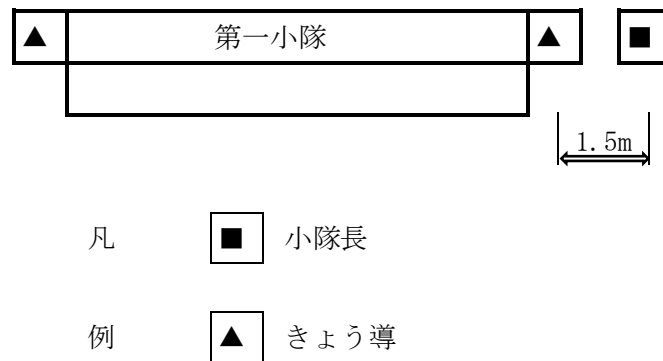 ▲ 第一小隊 ▲ ■
1.5m
凡 ■ 小隊長
例 ▲ きょう導